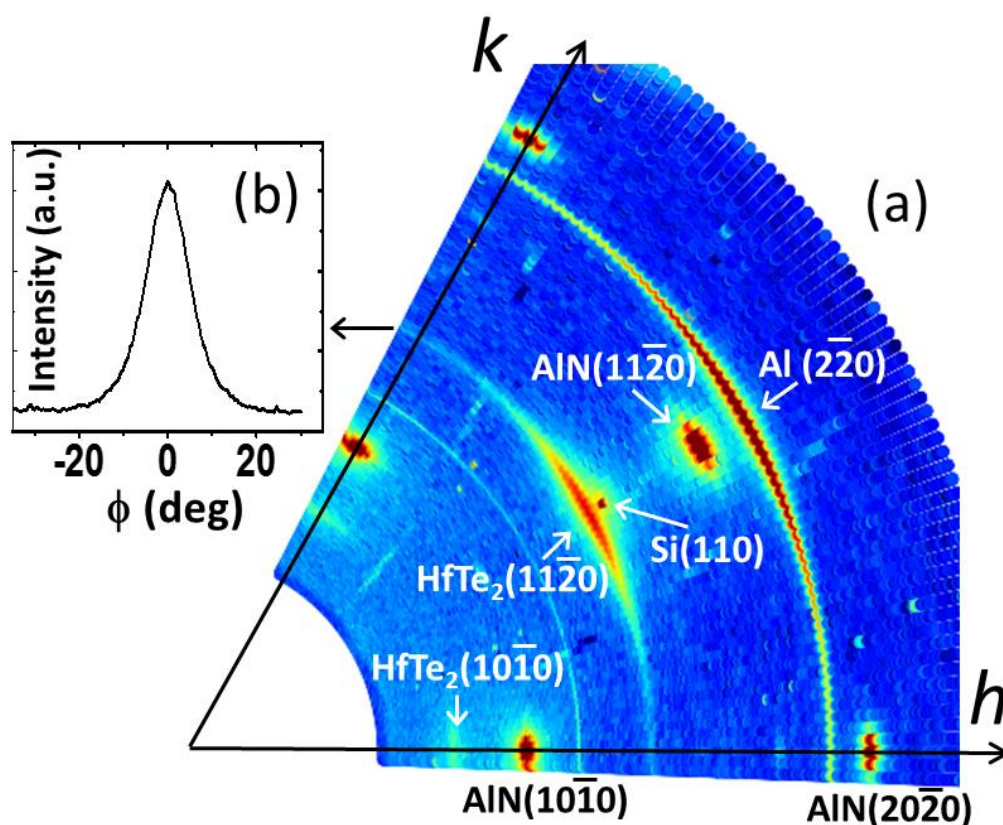 k
(b)
Intensity (a.u.)
-20 0 20
ϕ (deg)
(a)
AlN(112̅0)
Al (22̅0)
Si(110)
HfTe₂(112̅0)
HfTe₂(101̅0)
h
AlN(101̅0)
AlN(202̅0)